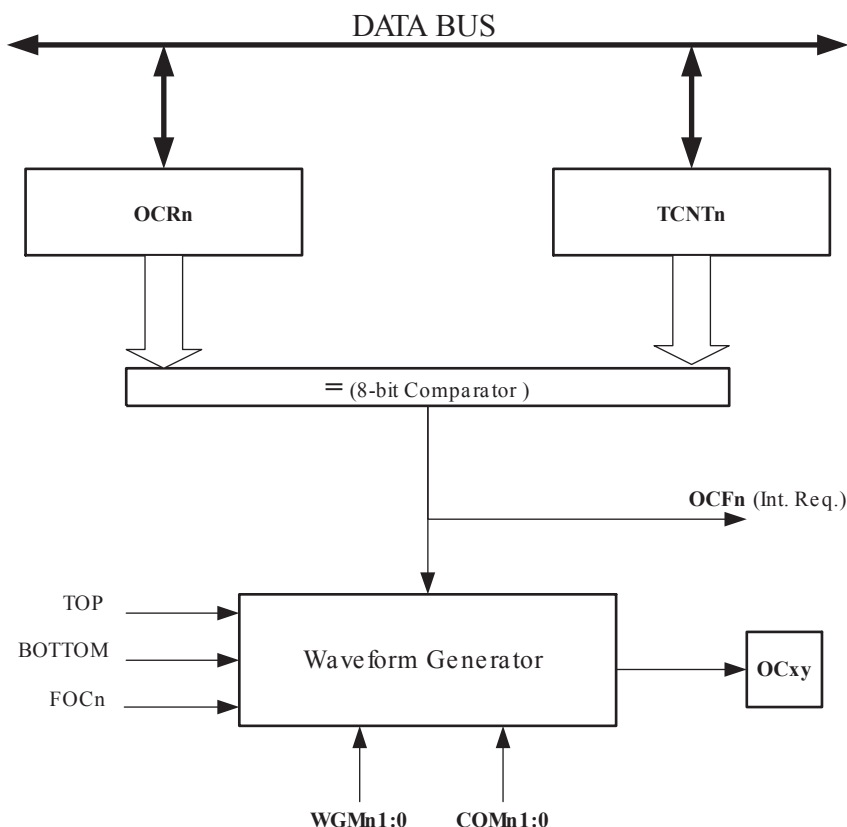 DATA BUS
OCRn
TCNTn
= (8-bit Comparator )
OCFn (Int. Req.)
TOP
BOTTOM
FOCn
Waveform Generator
OCxy
WGMn1:0
COMn1:0